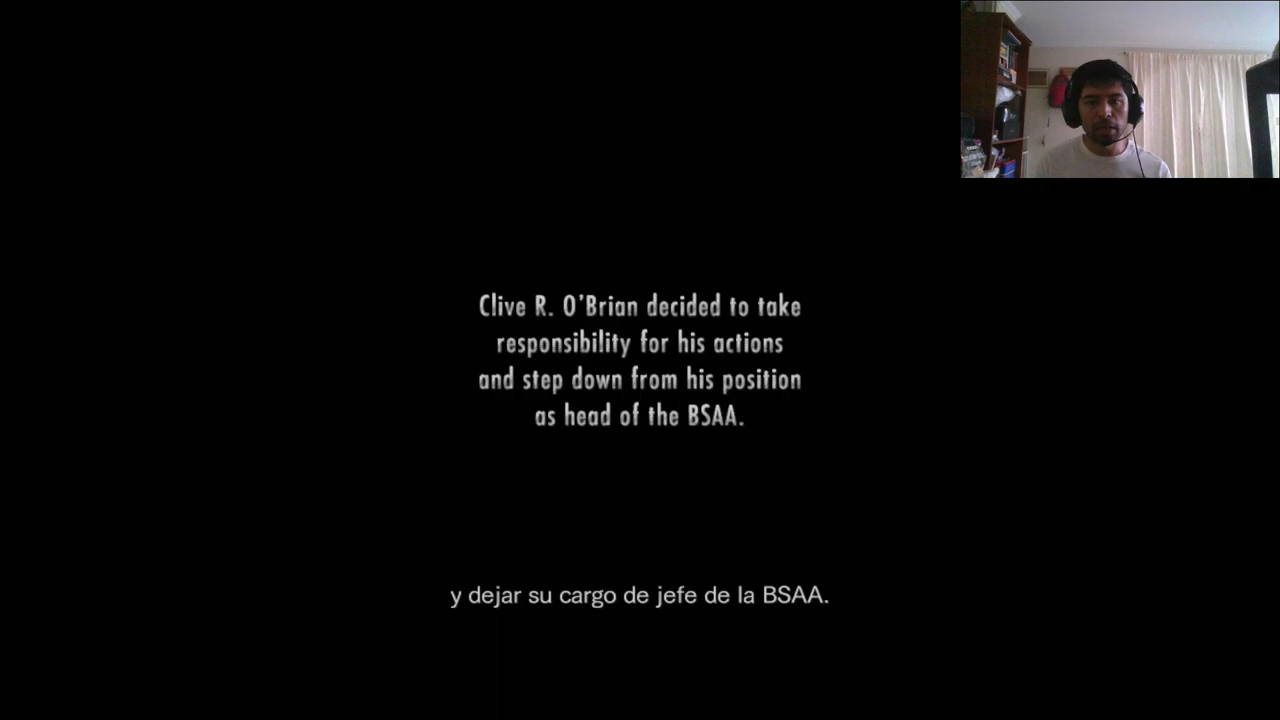 Clive R. O'Brian decided to take
responsibility for his actions
and step down from his position
as head of the BSAA.
y dejar su cargo de jefe de la BSAA.